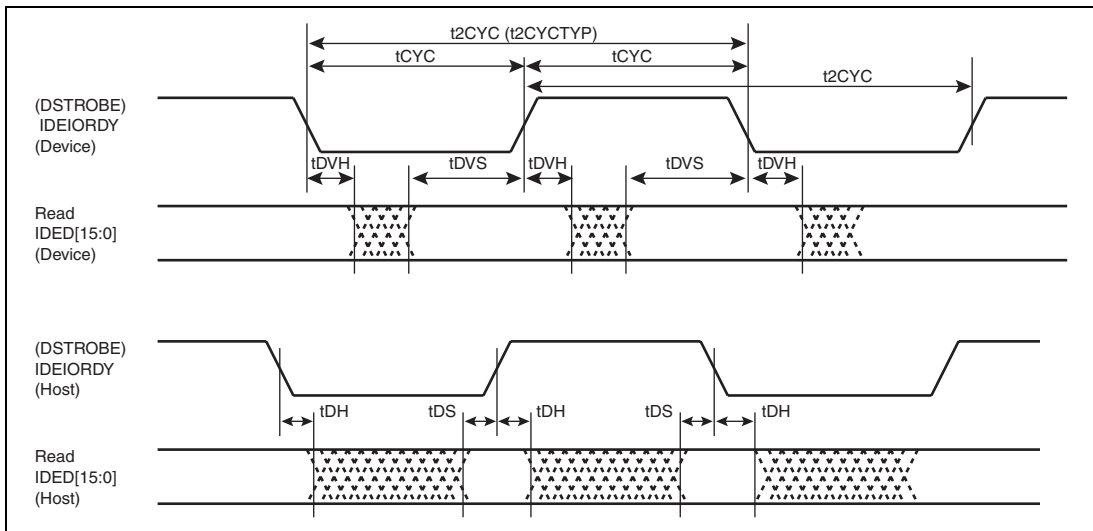 t2CYC (t2CYCTYP)
tCYC tCYC
t2CYC
(DSTROBE)
IDEIORDY
(Device)
tDVH tDVS tDVH tDVS tDVH
Read
IDED[15:0]
(Device)
(DSTROBE)
IDEIORDY
(Host)
tDH tDS tDH tDS tDH
Read
IDED[15:0]
(Host)